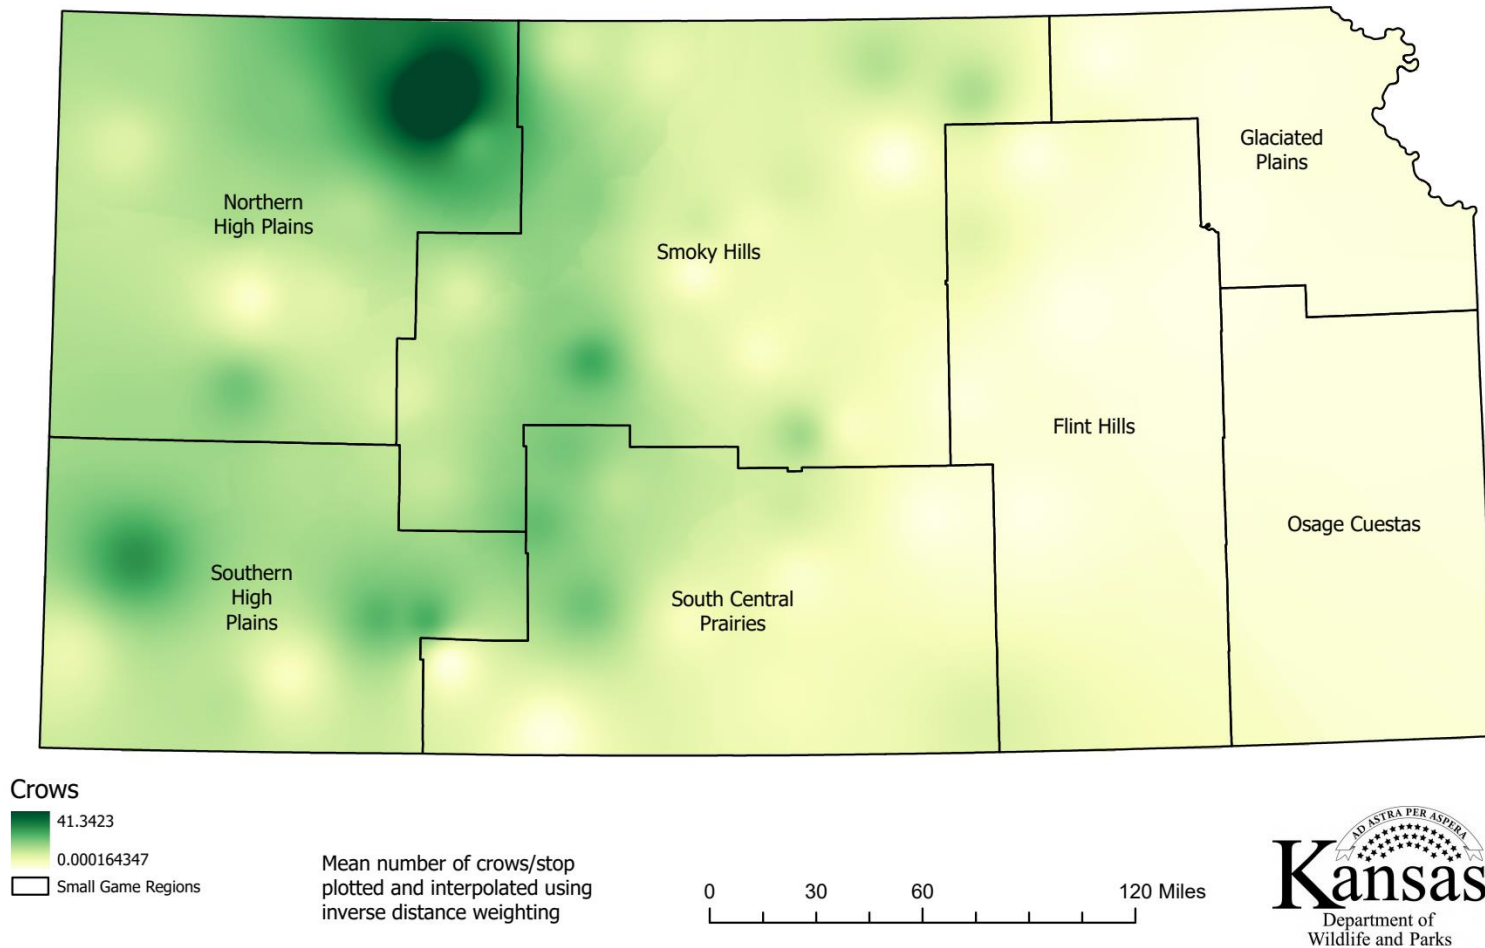 Northern
High Plains
Smoky Hills
Glaciated
Plains
Flint Hills
Osage Cuestas
Southern
High
Plains
South Central
Prairies
Crows
41.3423
0.000164347
Small Game Regions
Mean number of crows/stop
plotted and interpolated using
inverse distance weighting
0 30 60 120 Miles
AD ASTRA PER ASPERA
Kansas
Department of
Wildlife and Parks